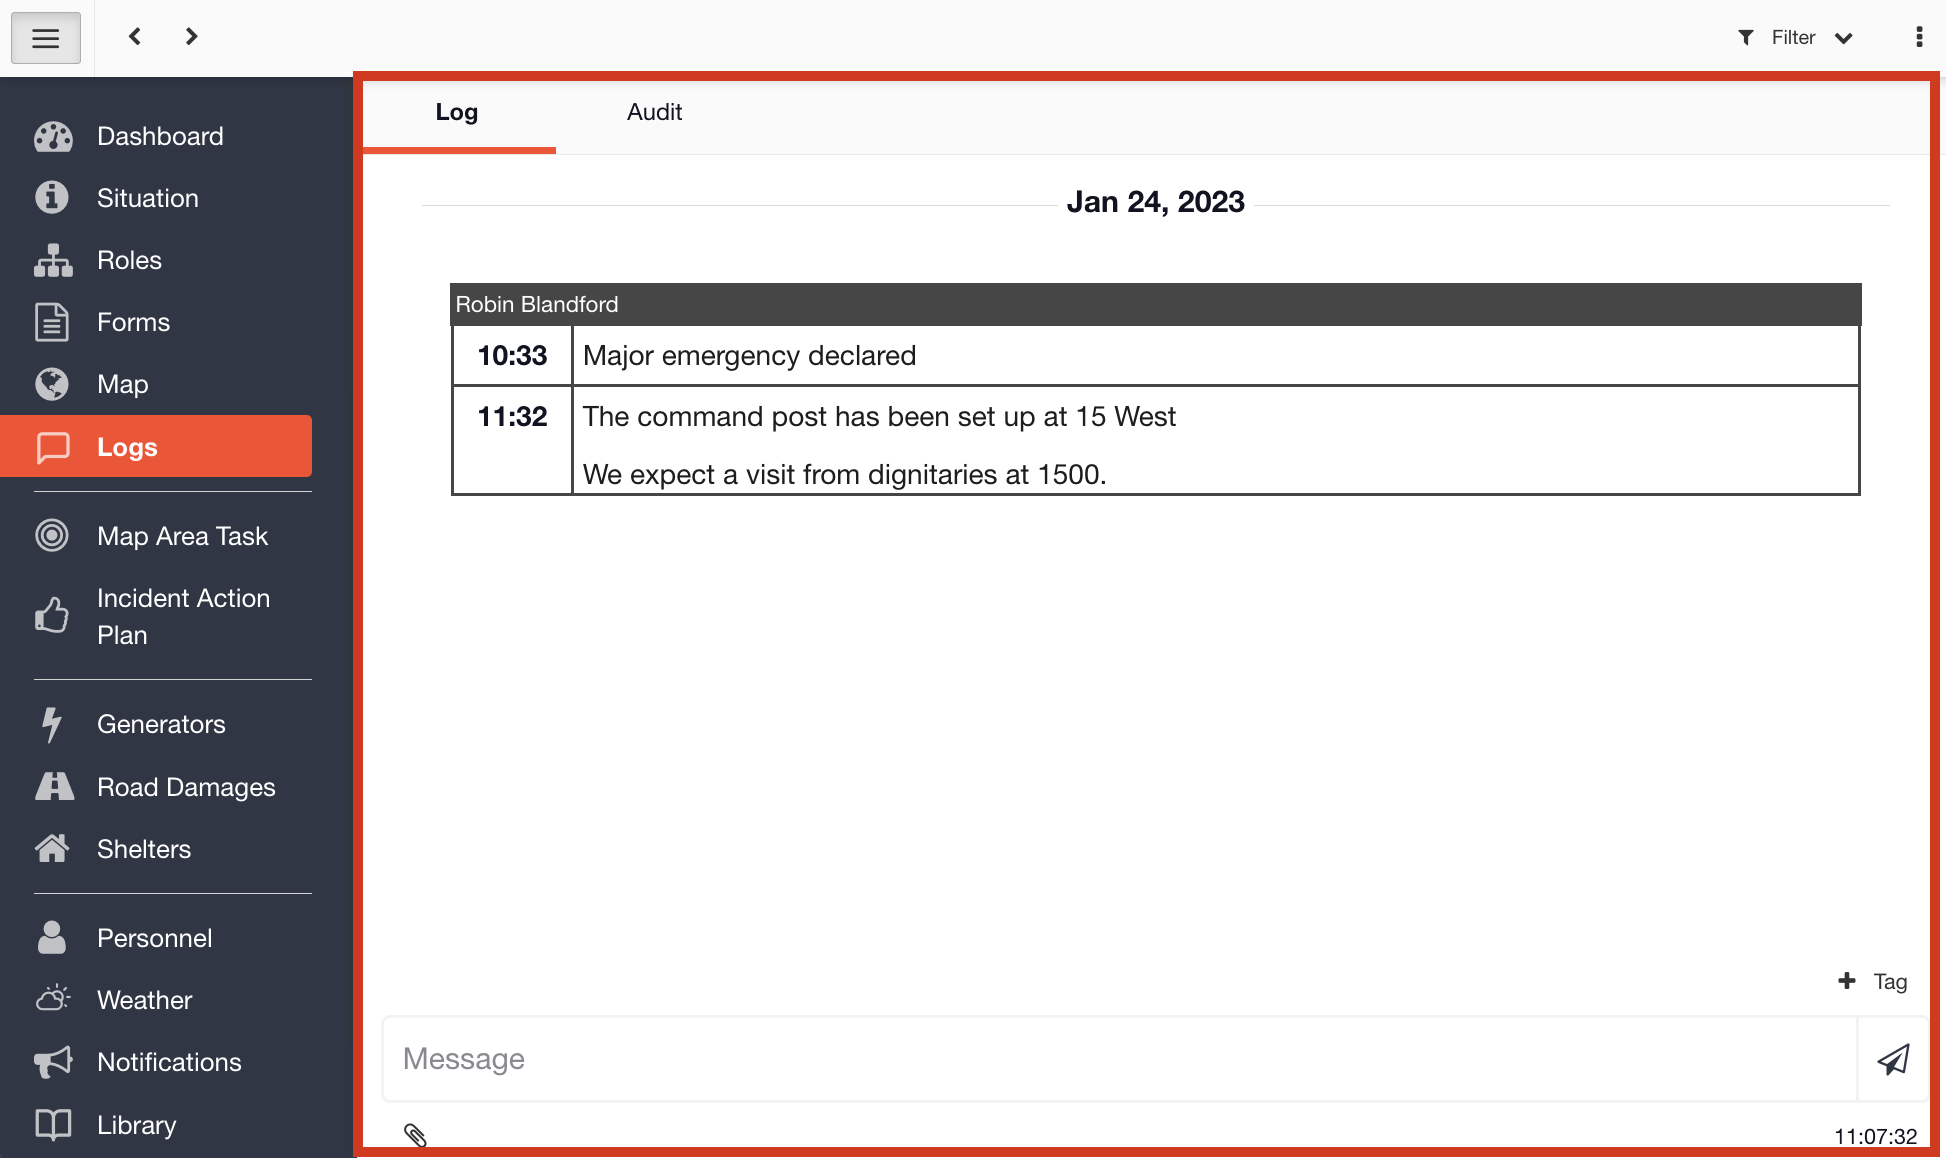 Filter
Dashboard
Situation
Roles
Forms
Map
Logs
Map Area Task
Incident Action
Plan
Generators
Road Damages
Shelters
Personnel
Weather
Notifications
Library
Log Audit
Jan 24, 2023
Robin Blandford
10:33 Major emergency declared
11:32 The command post has been set up at 15 West
We expect a visit from dignitaries at 1500.
Tag
Message
11:07:32